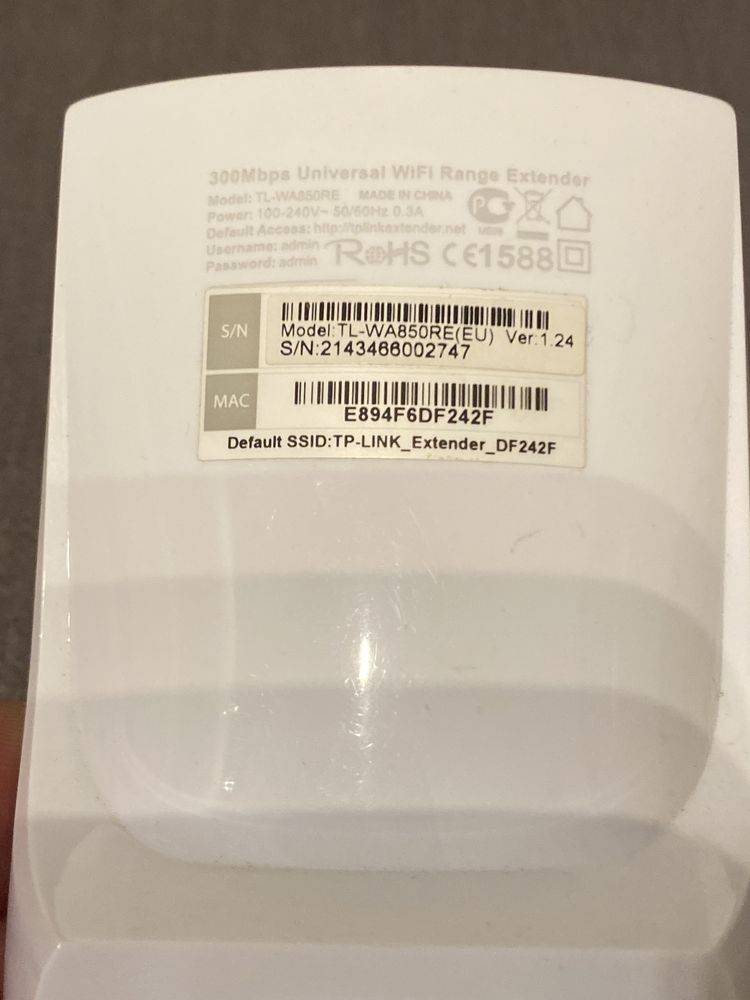 300Mbps Universal WiFi Range Extender
Model: TL-WA850RE MADE IN CHINA
Power: 100-240V~ 50/60Hz 0.3A
Default Access: http://tplinkextender.net
Username: admin
Password: admin
RoHS CE1588
S/N
Model:TL-WA850RE(EU) Ver:1.24
S/N:2143466002747
MAC
E894F6DF242F
Default SSID:TP-LINK_Extender_DF242F